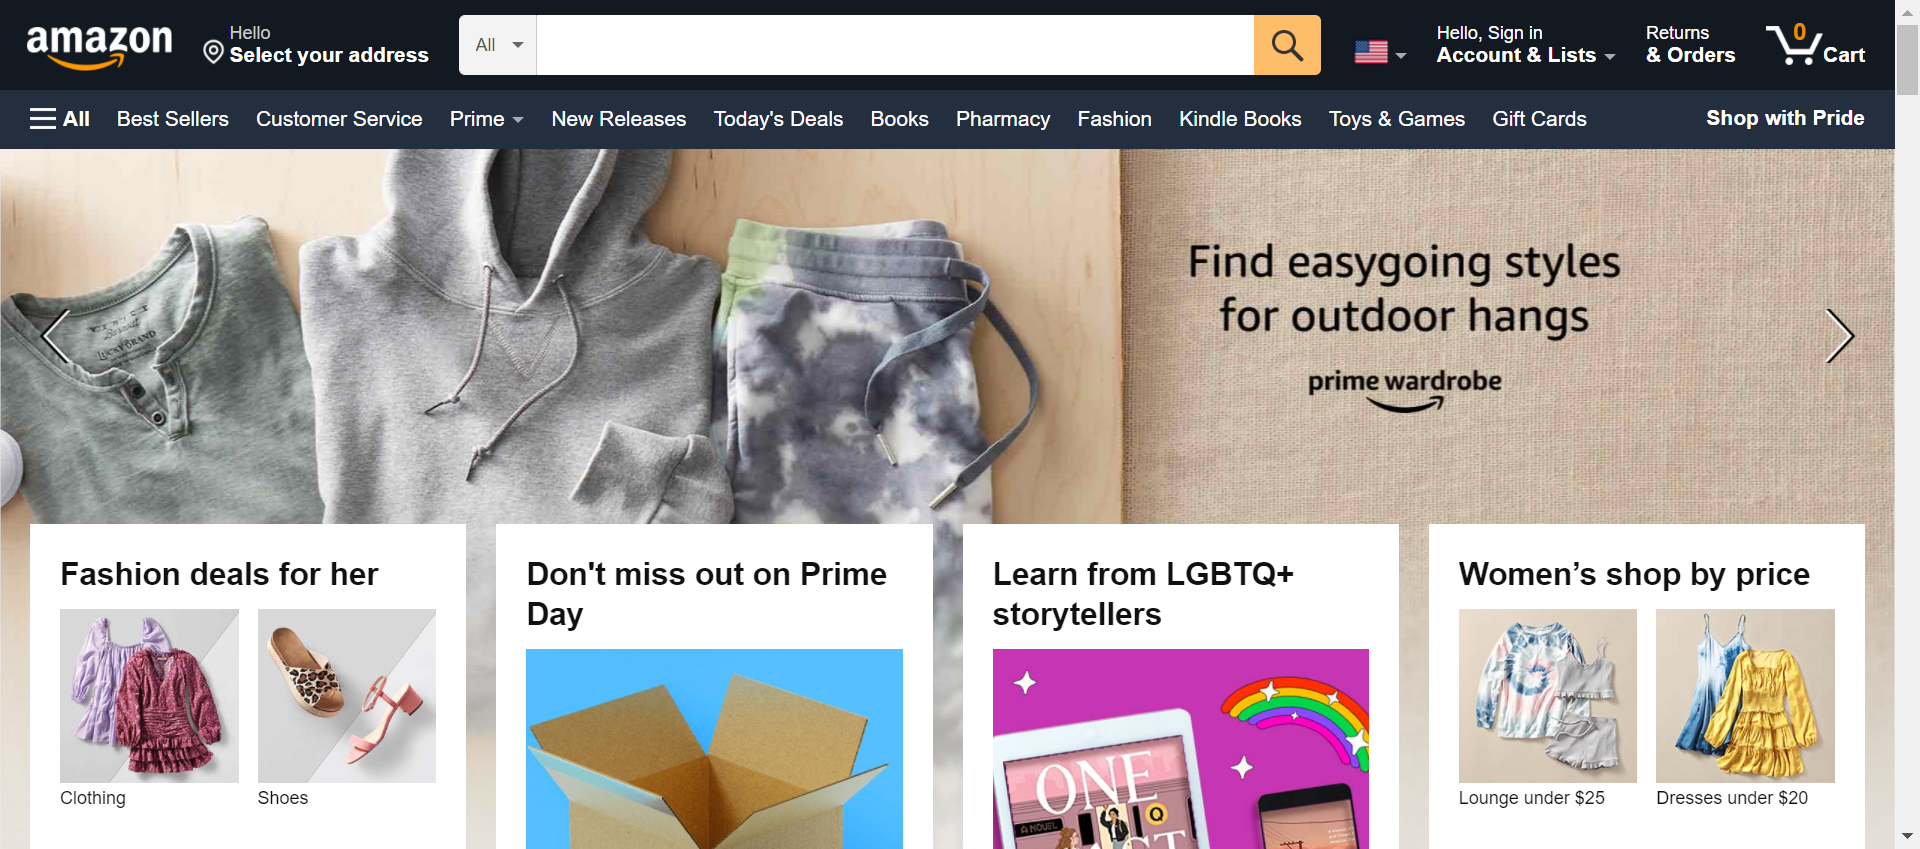 amazon
Hello
Select your address
All
Hello, Sign in
Account & Lists
Returns
& Orders
0
Cart
All
Best Sellers
Customer Service
Prime
New Releases
Today's Deals
Books
Pharmacy
Fashion
Kindle Books
Toys & Games
Gift Cards
Shop with Pride
LUCKY BRAND
Find easygoing styles
for outdoor hangs
prime wardrobe
Fashion deals for her
Clothing
Shoes
Don't miss out on Prime
Day
Learn from LGBTQ+
storytellers
ONE
A NOVEL
Q
Women’s shop by price
Lounge under $25
Dresses under $20